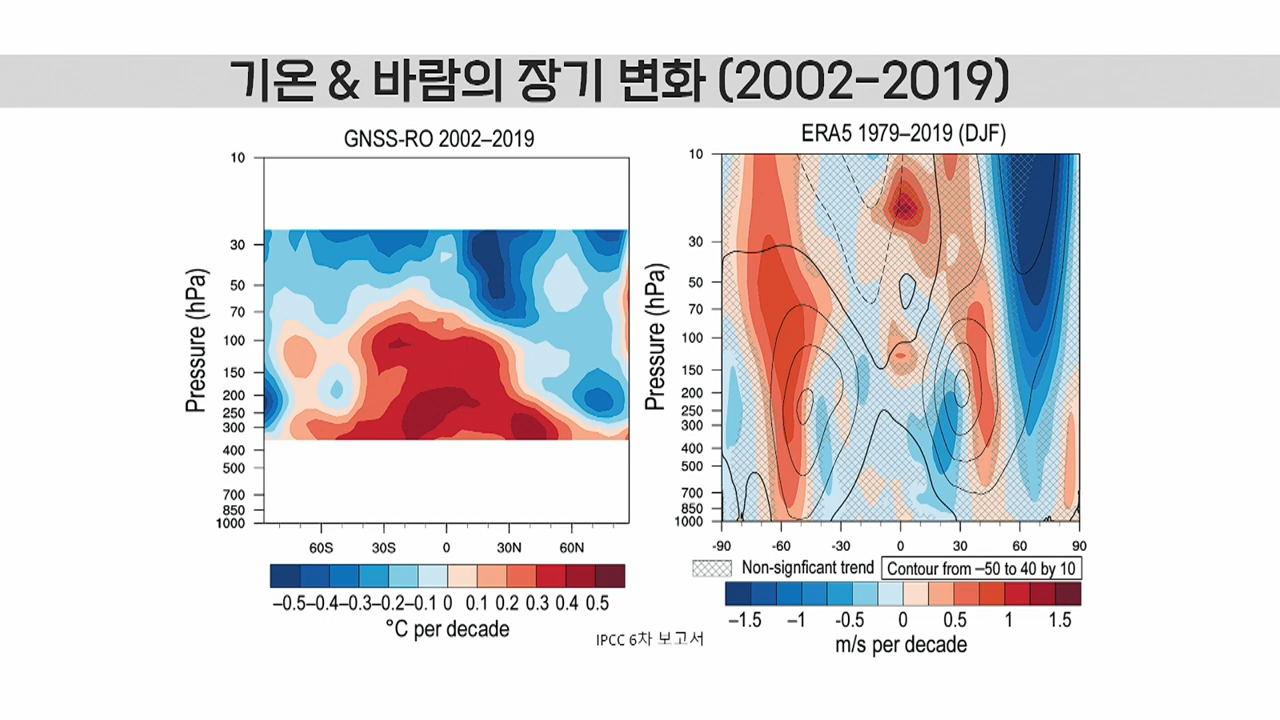 기온 & 바람의 장기 변화 (2002-2019)
GNSS-RO 2002–2019
Pressure (hPa)
10
30
50
70
100
150
200
250
300
400
500
700
850
1000
60S 30S 0 30N 60N
–0.5 –0.4 –0.3 –0.2 –0.1 0 0.1 0.2 0.3 0.4 0.5
°C per decade
ERA5 1979–2019 (DJF)
Pressure (hPa)
10
30
50
70
100
150
200
250
300
400
500
700
850
1000
-90 -60 -30 0 30 60 90
Non-signficant trend Contour from –50 to 40 by 10
–1.5 –1 -0.5 0 0.5 1 1.5
m/s per decade
IPCC 6차 보고서